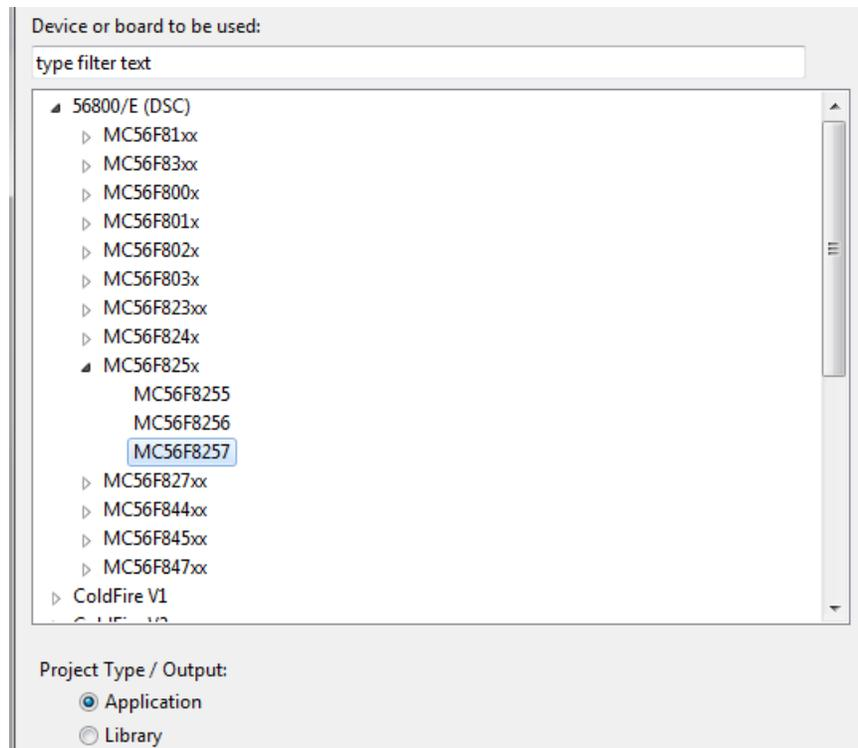 Device or board to be used:
type filter text
56800/E (DSC)
MC56F81xx
MC56F83xx
MC56F800x
MC56F801x
MC56F802x
MC56F803x
MC56F823xx
MC56F824x
MC56F825x
MC56F8255
MC56F8256
MC56F8257
MC56F827xx
MC56F844xx
MC56F845xx
MC56F847xx
ColdFire V1
Project Type / Output:
Application
Library